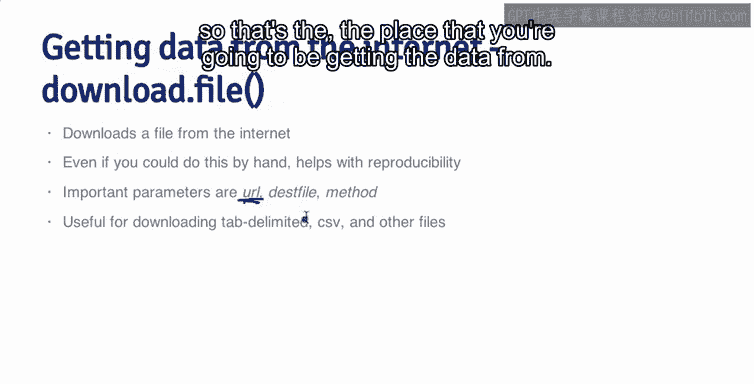 so that's the, the place that you're
going to be getting the data from.
Getting data from the internet -
download.file()
· Downloads a file from the internet
· Even if you could do this by hand, helps with reproducibility
· Important parameters are url, destfile, method
· Useful for downloading tab-delimited, csv, and other files